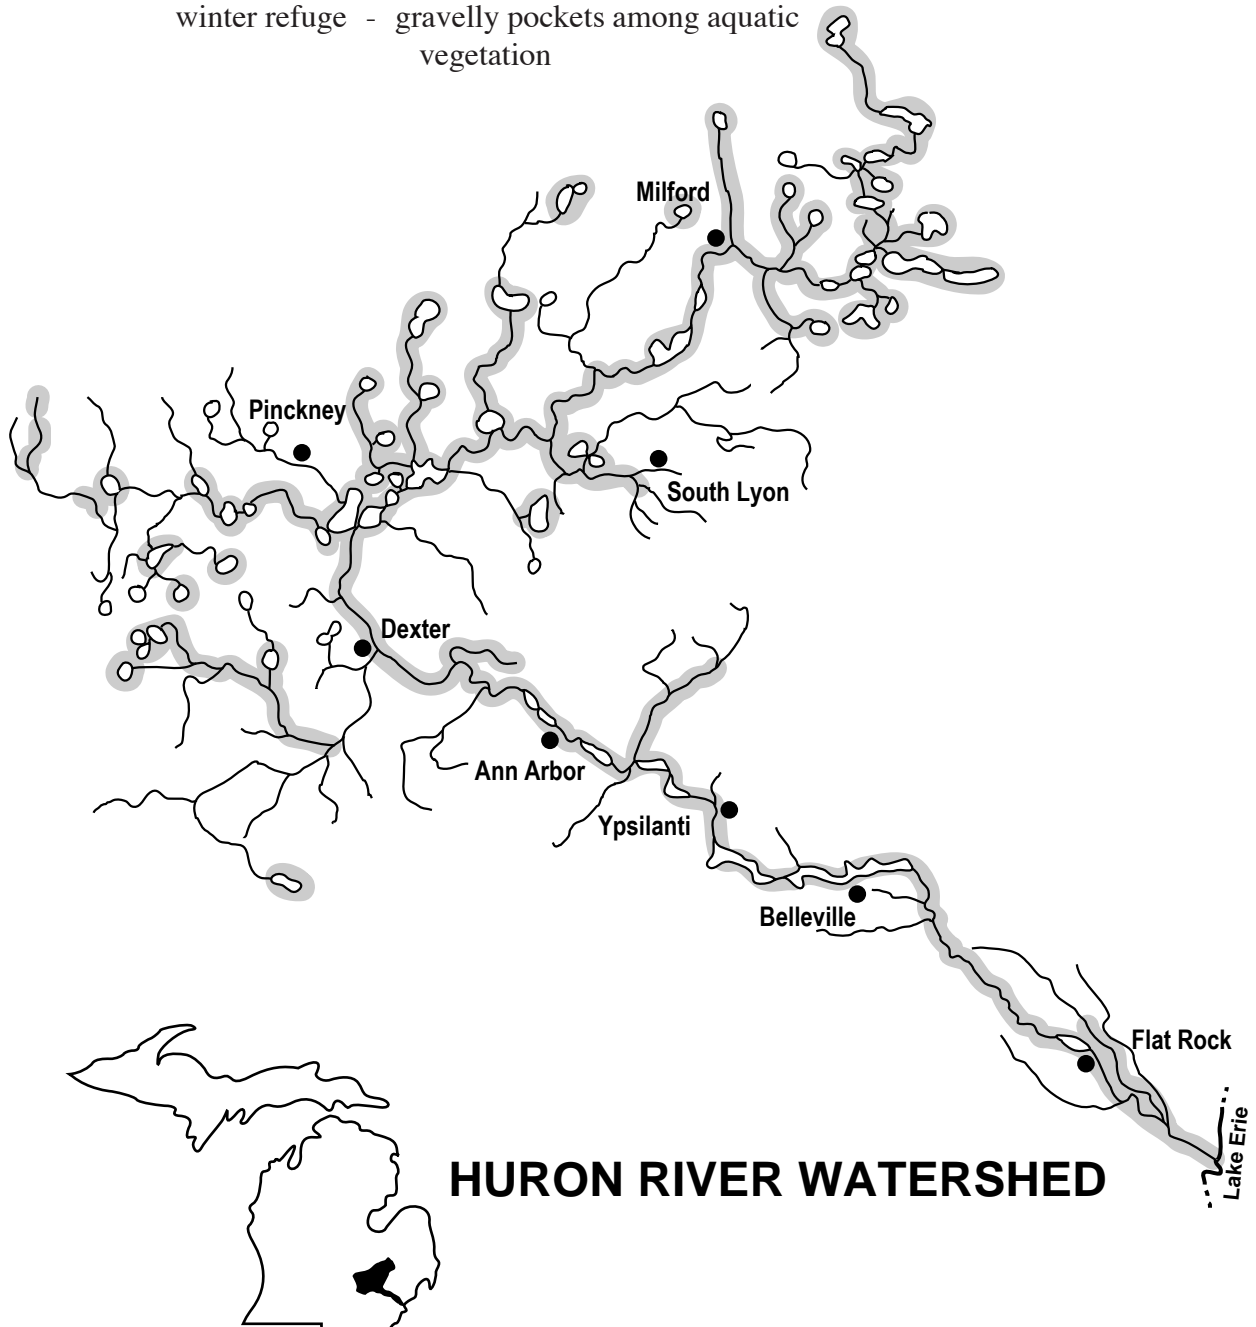 winter refuge - gravelly pockets among aquatic
vegetation
Milford
Pinckney
South Lyon
Dexter
Ann Arbor
Ypsilanti
Belleville
Flat Rock
Lake Erie
HURON RIVER WATERSHED